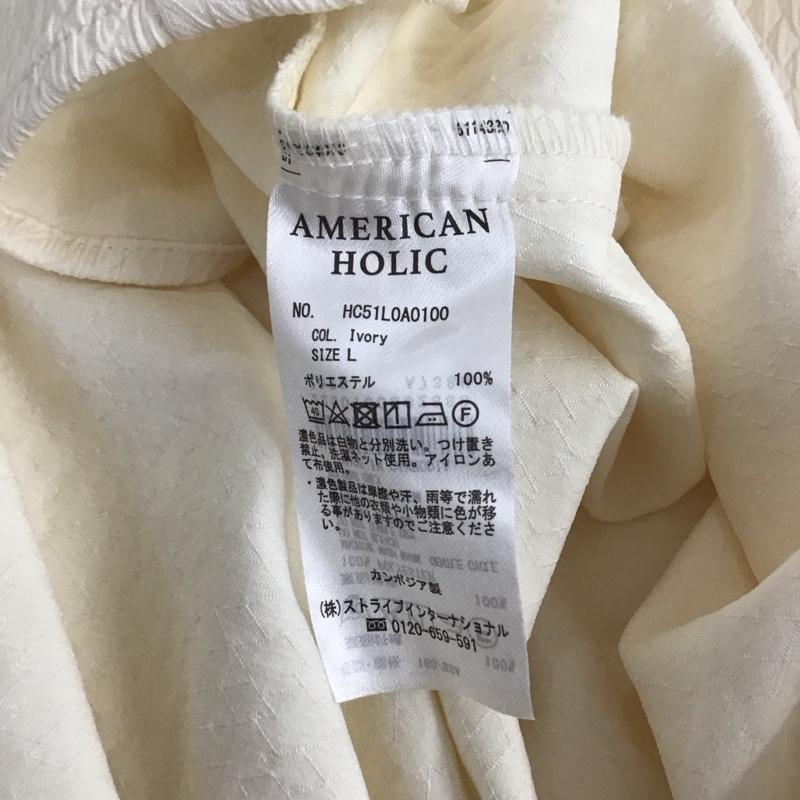 AMERICAN
HOLIC
NO. HC51L0A0100
COL. Ivory
SIZE L
ポリエステル 100%
40 F
濃色品は白物と分別洗い。つけ置き
禁止。洗濯ネット使用。アイロンあ
て布使用。
・濃色製品は摩擦や汗、雨等で濡れ
た際に他の衣類や小物類に色が移
る事がありますのでご注意くださ
い。
カンボジア製
(株)ストライプインターナショナル
0120-659-591